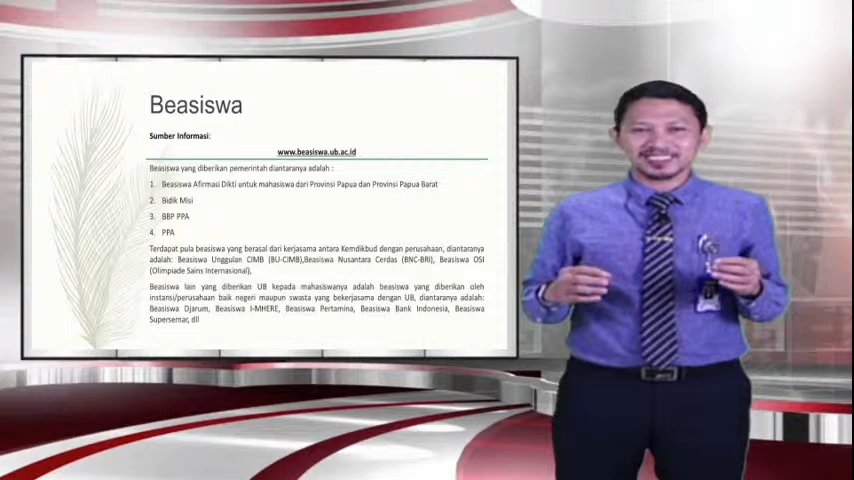 Beasiswa
Sumber Informasi:
www.beasiswa.ub.ac.id
Beasiswa yang diberikan pemerintah diantaranya adalah :
1. Beasiswa Afirmasi Dikti untuk mahasiswa dari Provinsi Papua dan Provinsi Papua Barat
2. Bidik Misi
3. BBP PPA
4. PPA
Terdapat pula beasiswa yang berasal dari kerjasama antara Kemdikbud dengan perusahaan, diantaranya
adalah: Beasiswa Unggulan CIMB (BU-CIMB),Beasiswa Nusantara Cerdas (BNC-BRI), Beasiswa OSI
(Olimpiade Sains Internasional),
Beasiswa lain yang diberikan UB kepada mahasiswanya adalah beasiswa yang diberikan oleh
instansi/perusahaan baik negeri maupun swasta yang bekerjasama dengan UB, diantaranya adalah:
Beasiswa Djarum, Beasiswa I-MHERE, Beasiswa Pertamina, Beasiswa Bank Indonesia, Beasiswa
Supersemar, dll